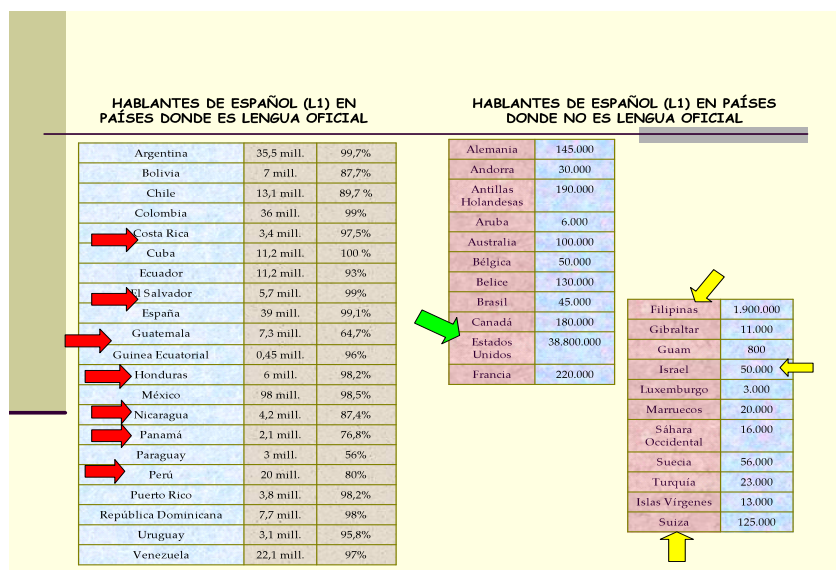 HABLANTES DE ESPAÑOL (L1) EN
PAÍSES DONDE ES LENGUA OFICIAL
Argentina 35,5 mill. 99,7%
Bolivia 7 mill. 87,7%
Chile 13,1 mill. 89,7 %
Colombia 36 mill. 99%
Costa Rica 3,4 mill. 97,5%
Cuba 11,2 mill. 100 %
Ecuador 11,2 mill. 93%
El Salvador 5,7 mill. 99%
España 39 mill. 99,1%
Guatemala 7,3 mill. 64,7%
Guinea Ecuatorial 0,45 mill. 96%
Honduras 6 mill. 98,2%
México 98 mill. 98,5%
Nicaragua 4,2 mill. 87,4%
Panamá 2,1 mill. 76,8%
Paraguay 3 mill. 56%
Perú 20 mill. 80%
Puerto Rico 3,8 mill. 98,2%
República Dominicana 7,7 mill. 98%
Uruguay 3,1 mill. 95,8%
Venezuela 22,1 mill. 97%
HABLANTES DE ESPAÑOL (L1) EN PAÍSES
DONDE NO ES LENGUA OFICIAL
Alemania 145.000
Andorra 30.000
Antillas 190.000
Holandesas
Aruba 6.000
Australia 100.000
Bélgica 50.000
Belice 130.000
Brasil 45.000
Canadá 180.000
Estados 38.800.000
Unidos
Francia 220.000
Filipinas 1.900.000
Gibraltar 11.000
Guam 800
Israel 50.000
Luxemburgo 3.000
Marruecos 20.000
Sáhara 16.000
Occidental
Suecia 56.000
Turquía 23.000
Islas Vírgenes 13.000
Suiza 125.000